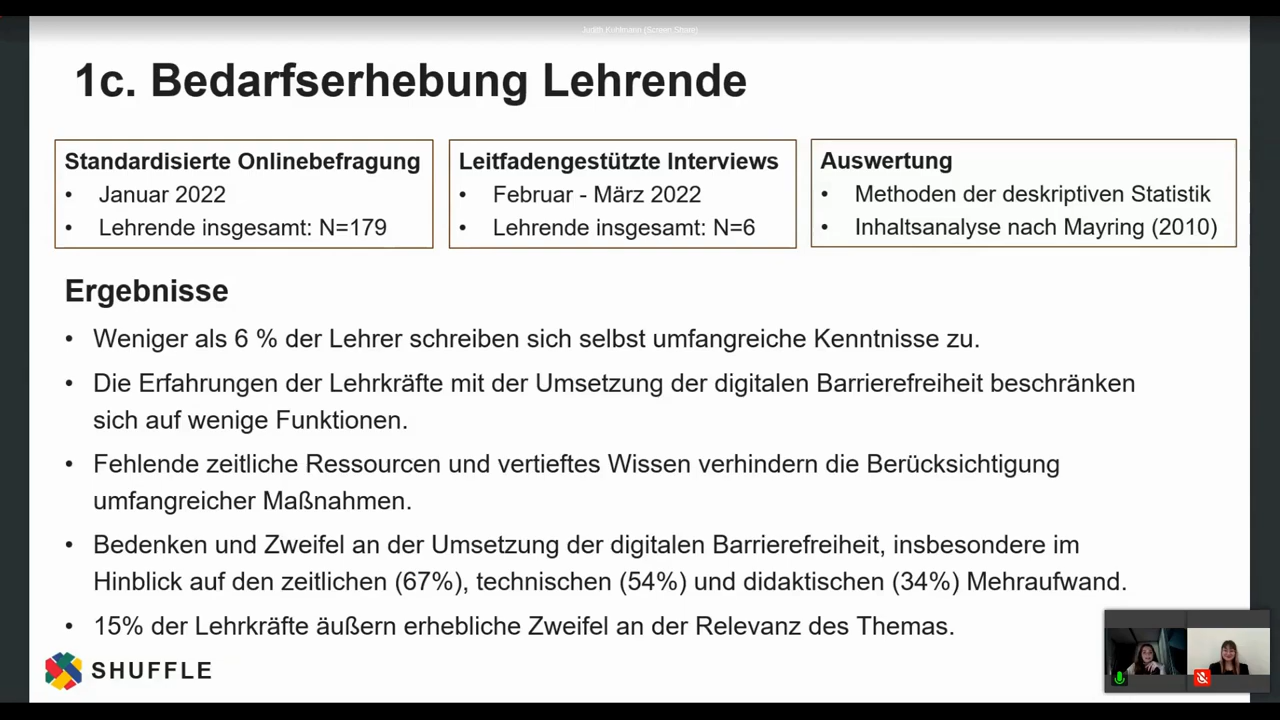 Judith Kuhlmann (Screen Share)
1c. Bedarfserhebung Lehrende
Standardisierte Onlinebefragung
• Januar 2022
• Lehrende insgesamt: N=179
Leitfadengestützte Interviews
• Februar - März 2022
• Lehrende insgesamt: N=6
Auswertung
• Methoden der deskriptiven Statistik
• Inhaltsanalyse nach Mayring (2010)
Ergebnisse
• Weniger als 6 % der Lehrer schreiben sich selbst umfangreiche Kenntnisse zu.
• Die Erfahrungen der Lehrkräfte mit der Umsetzung der digitalen Barrierefreiheit beschränken
sich auf wenige Funktionen.
• Fehlende zeitliche Ressourcen und vertieftes Wissen verhindern die Berücksichtigung
umfangreicher Maßnahmen.
• Bedenken und Zweifel an der Umsetzung der digitalen Barrierefreiheit, insbesondere im
Hinblick auf den zeitlichen (67%), technischen (54%) und didaktischen (34%) Mehraufwand.
• 15% der Lehrkräfte äußern erhebliche Zweifel an der Relevanz des Themas.
SHUFFLE